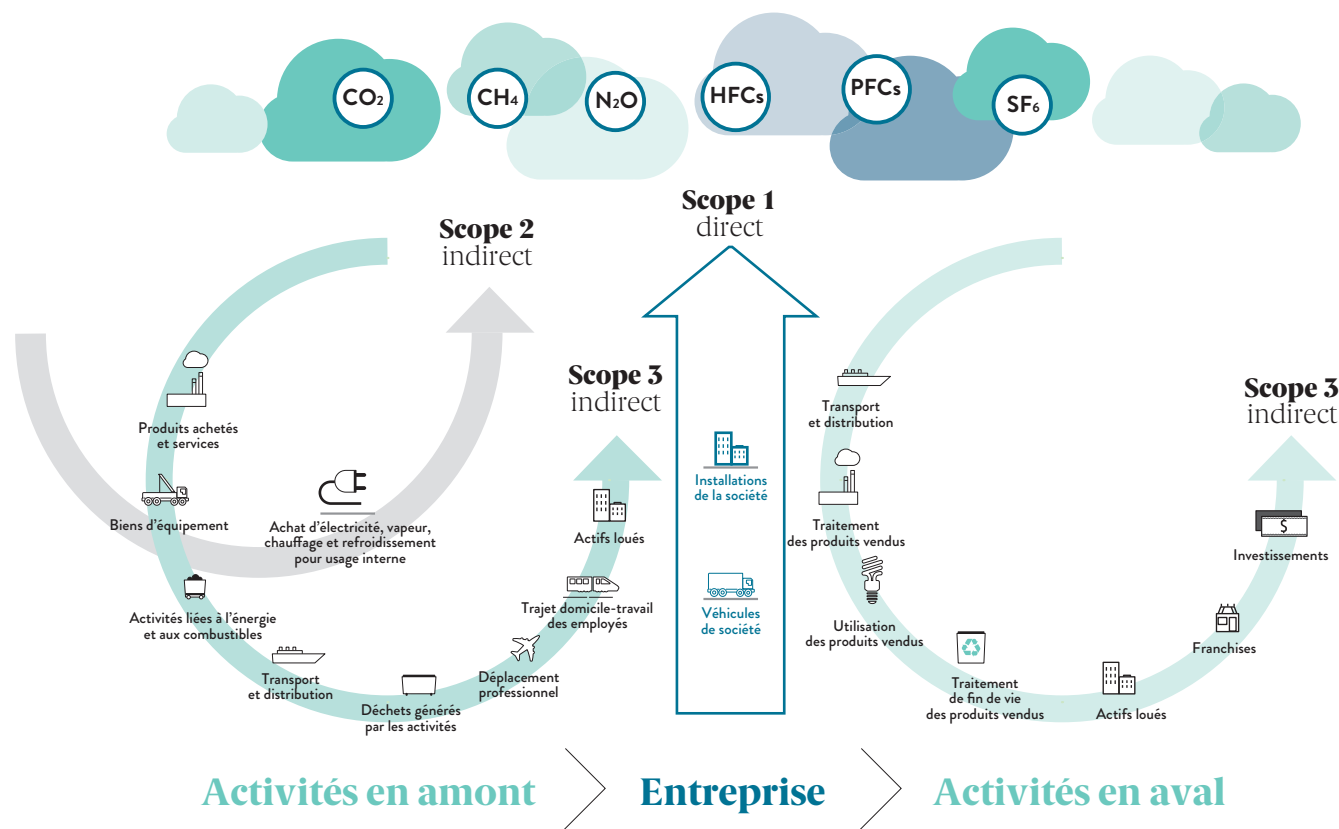 CO₂
CH₄
N₂O
HFCs
PFCs
SF₆
Scope 2
indirect
Scope 1
direct
Scope 3
indirect
Scope 3
indirect
Produits achetés
et services
Biens d'équipement
Achat d'électricité, vapeur,
chauffage et refroidissement
pour usage interne
Activités liées à l'énergie
et aux combustibles
Transport
et distribution
Déchets générés
par les activités
Déplacement
professionnel
Trajet domicile-travail
des employés
Actifs loués
Installations
de la société
Véhicules
de société
Transport
et distribution
Traitement
des produits vendus
Utilisation
des produits vendus
Traitement
de fin de vie
des produits vendus
Actifs loués
Franchises
$
Investissements
Activités en amont
Entreprise
Activités en aval